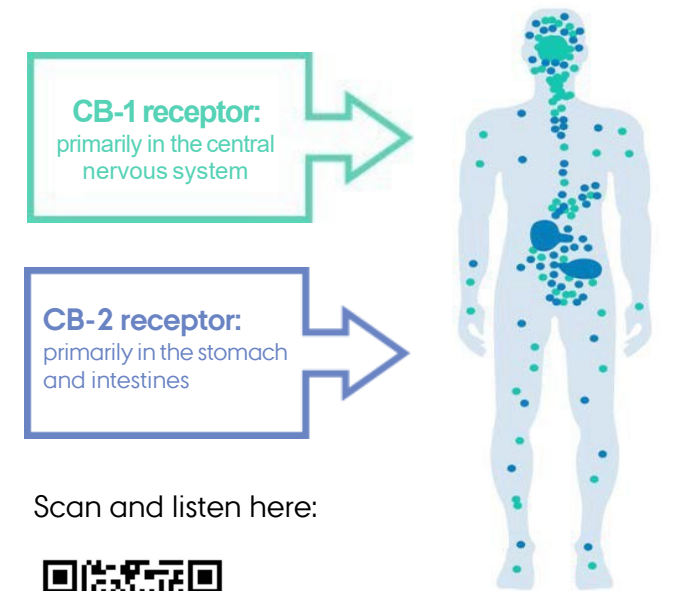 CB-1 receptor:
primarily in the central
nervous system
CB-2 receptor:
primarily in the stomach
and intestines
Scan and listen here: